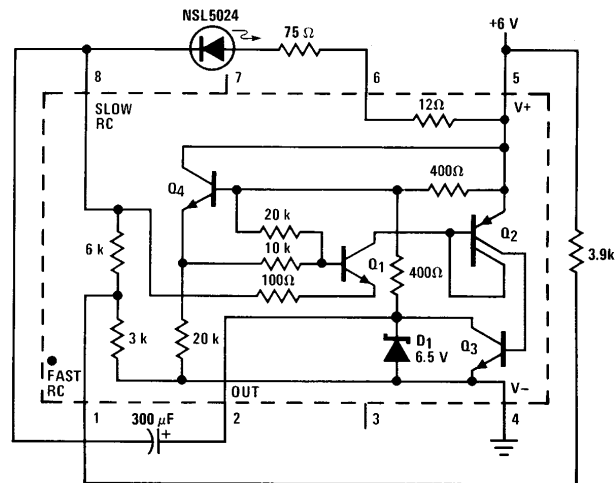 NSL5024
75Ω
+6 V
8
7
6
5
SLOW
RC
12Ω
V+
400Ω
Q4
20 k
Q2
6 k
10 k
Q1
3.9k
100Ω
400Ω
3 k
20 k
D1
6.5 V
Q3
FAST
RC
OUT
V−
1
300 μF
+
2
3
4